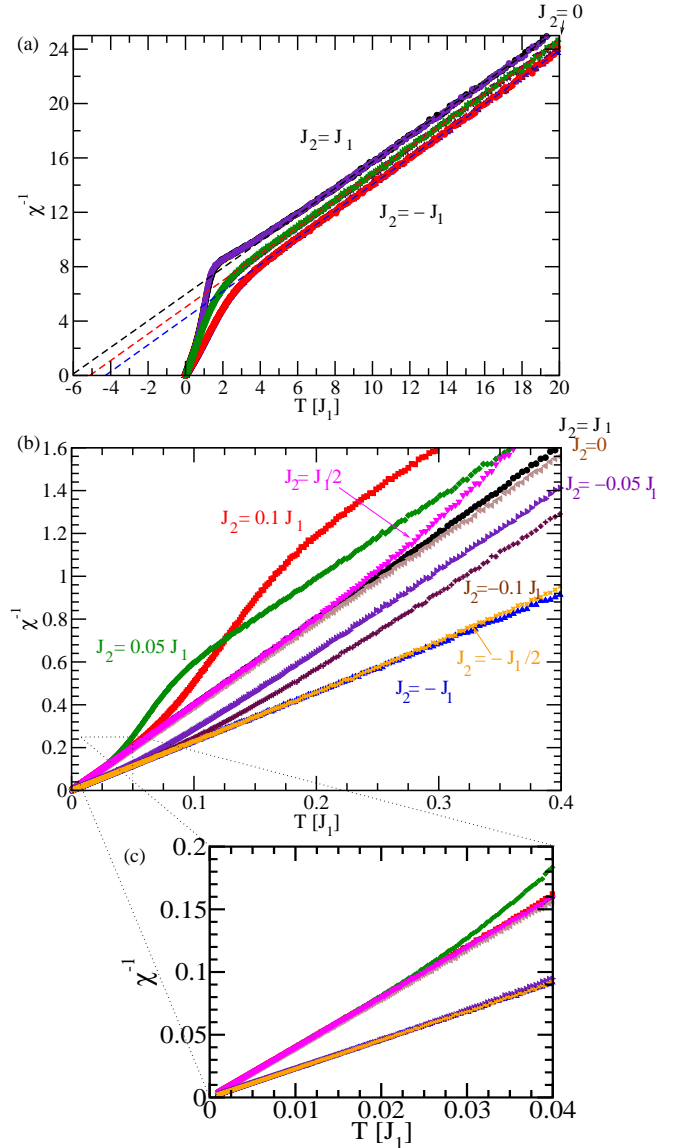 J₂= 0
(a)
24
20
16
12
8
4
0
χ⁻¹
J₂= J₁
J₂= − J₁
-6 -4 -2 0 2 4 6 8 10 12 14 16 18 20
T [J₁]
(b)
J₂= J₁
J₂=0
1.6
1.4
1.2
1
0.8
0.6
0.4
0.2
0
χ⁻¹
J₂= J₁/2
J₂= −0.05 J₁
J₂= 0.1 J₁
J₂=−0.1 J₁
J₂= 0.05 J₁
J₂= − J₁/2
J₂= − J₁
0 0.1 0.2 0.3 0.4
T [J₁]
(c)
0.2
0.15
0.1
0.05
0
χ⁻¹
0 0.01 0.02 0.03 0.04
T [J₁]